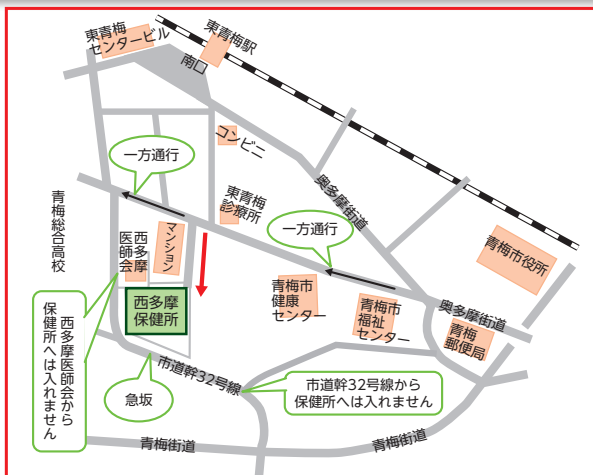 東青梅
センタービル
東青梅駅
南口
コンビニ
一方通行
奥多摩街道
東青梅
診療所
一方通行
青梅総合高校
西多摩
医師会
マンション
青梅市役所
西多摩
保健所
青梅市
健康
センター
青梅市
福祉
センター
奥多摩街道
青梅
郵便局
西多摩医師会から
保健所へは入れません
市道幹32号線
急坂
市道幹32号線から
保健所へは入れません
青梅街道
青梅街道